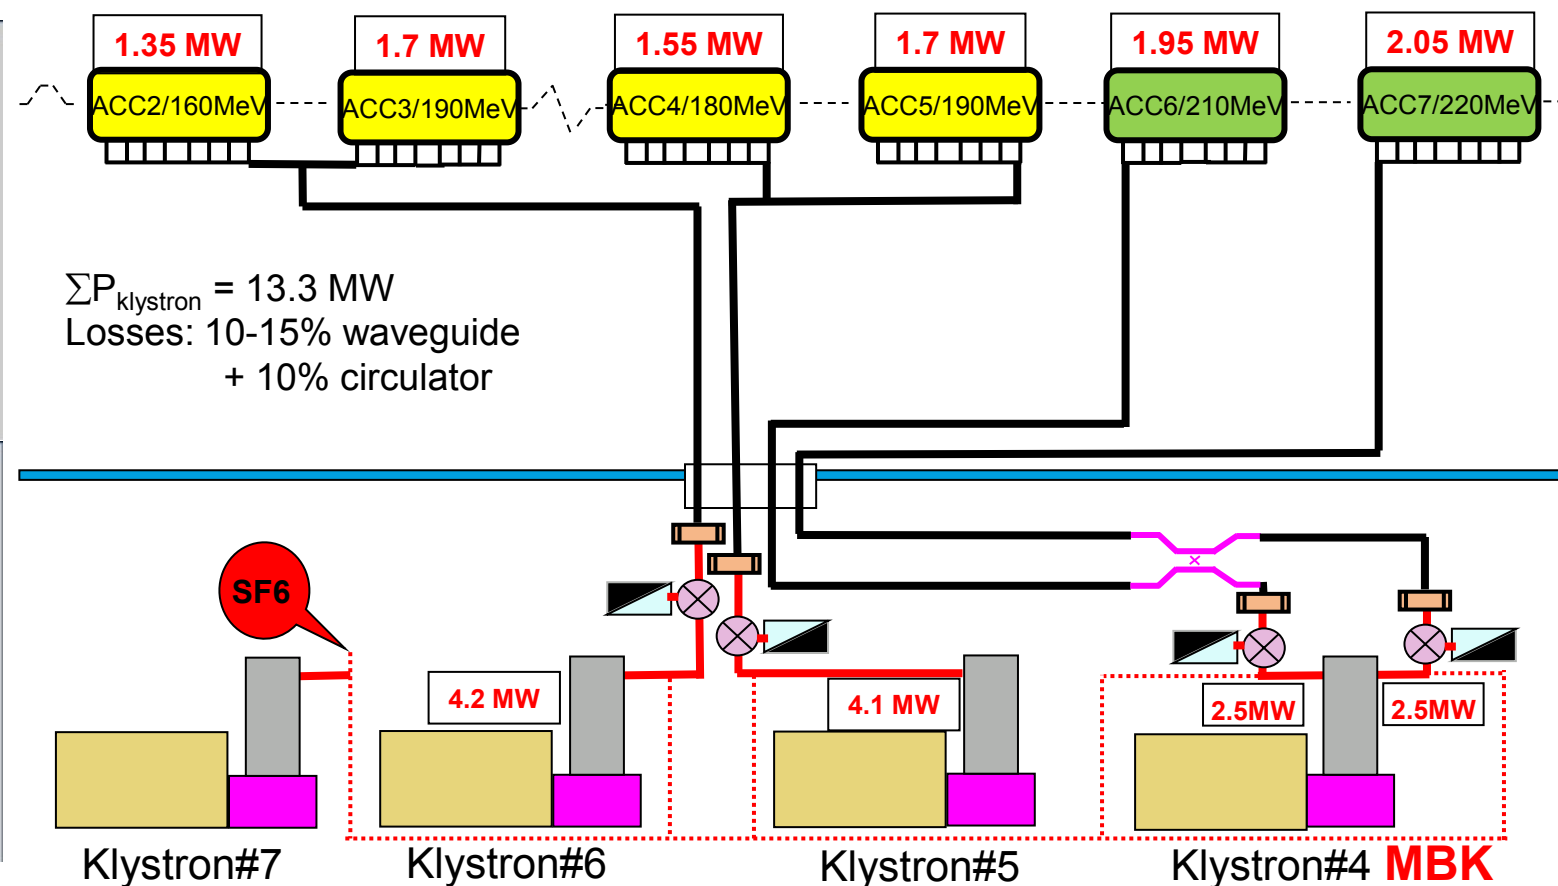 1.35 MW
1.7 MW
1.55 MW
1.7 MW
1.95 MW
2.05 MW
ACC2/160MeV
ACC3/190MeV
ACC4/180MeV
ACC5/190MeV
ACC6/210MeV
ACC7/220MeV
∑Pklystron = 13.3 MW
Losses: 10-15% waveguide
+ 10% circulator
SF6
4.2 MW
4.1 MW
2.5MW
2.5MW
Klystron#7
Klystron#6
Klystron#5
Klystron#4 MBK